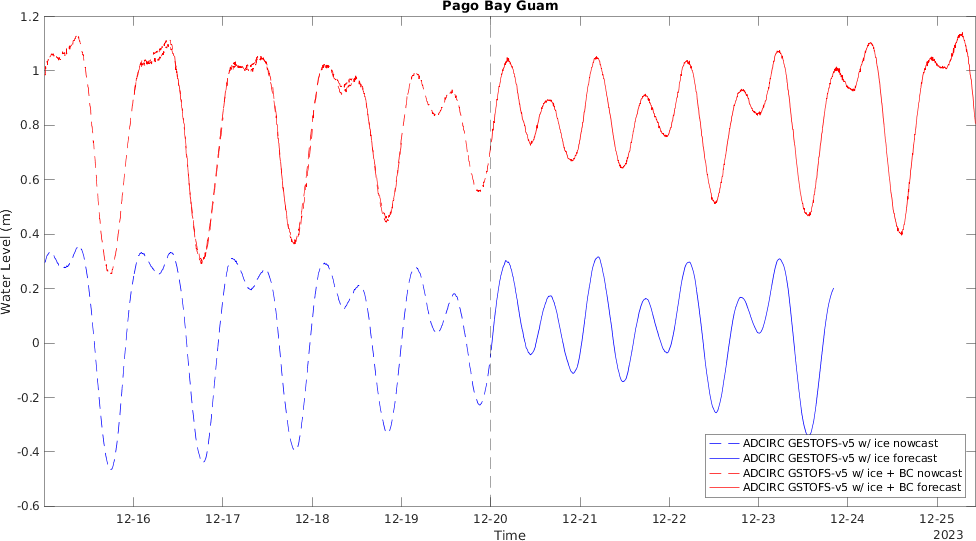 Pago Bay Guam
1.2
1
0.8
0.6
0.4
0.2
0
-0.2
-0.4
-0.6
Water Level (m)
ADCIRC GESTOFS-v5 w/ ice nowcast
ADCIRC GESTOFS-v5 w/ ice forecast
ADCIRC GSTOFS-v5 w/ ice + BC nowcast
ADCIRC GSTOFS-v5 w/ ice + BC forecast
12-16 12-17 12-18 12-19 12-20 12-21 12-22 12-23 12-24 12-25
Time
2023